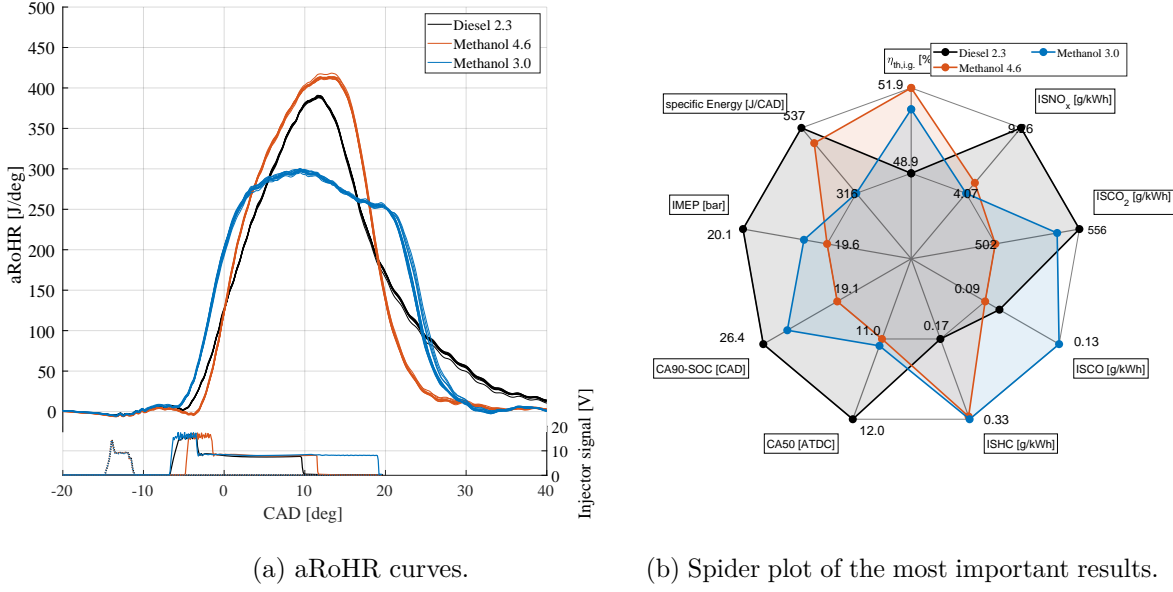 500
450
400
350
300
250
200
150
100
50
0
aRoHR [J/deg]
Diesel 2.3
Methanol 4.6
Methanol 3.0
20
10
0
Injector signal [V]
-20
-10
0
10
20
30
40
CAD [deg]
(a) aRoHR curves.
Diesel 2.3
Methanol 4.6
Methanol 3.0
η_th,i.g. [%
51.9
48.9
ISNO_x [g/kWh]
4.07
ISCO_2 [g/kWh]
556
502
ISCO [g/kWh]
0.13
0.09
ISHC [g/kWh]
0.33
0.17
CA50 [ATDC]
12.0
11.0
CA90-SOC [CAD]
26.4
19.1
IMEP [bar]
20.1
19.6
specific Energy [J/CAD]
537
316
(b) Spider plot of the most important results.